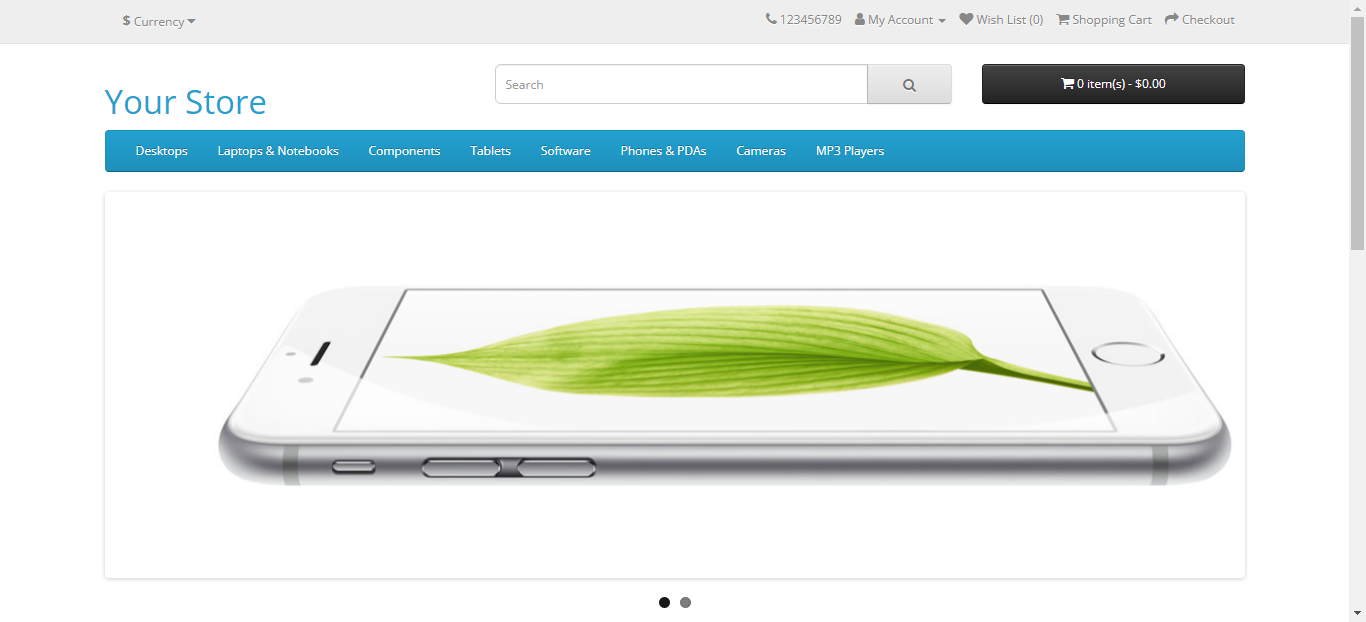 $ Currency 123456789 My Account Wish List (0) Shopping Cart Checkout
Your Store
Search
0 item(s) - $0.00
Desktops Laptops & Notebooks Components Tablets Software Phones & PDAs Cameras MP3 Players